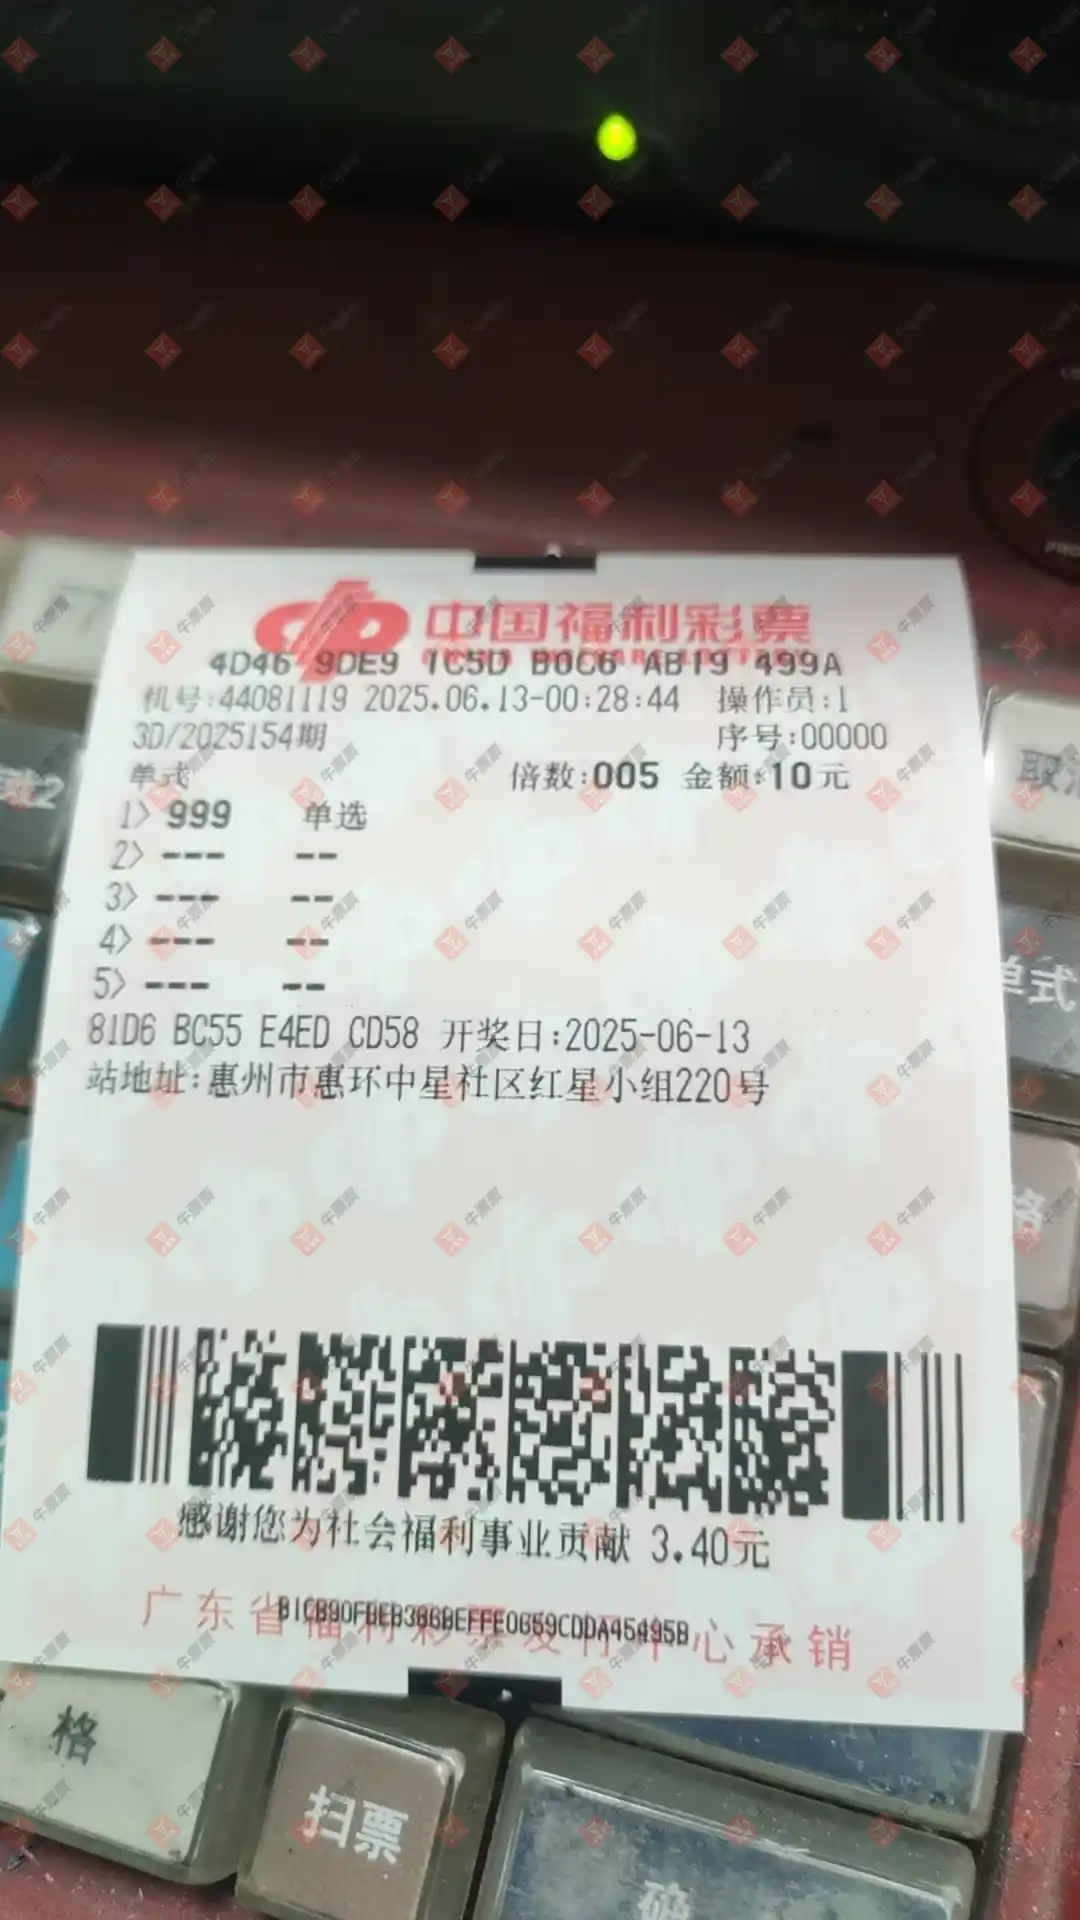 中国福利彩票
4D46 9DE9 1C5D B0C6 AB19 499A
机号:44081119 2025.06.13-00:28:44 操作员:1
3D/2025154期 序号:00000
单式 倍数:005 金额:10元
1> 999 单选
2> --- --
3> --- --
4> --- --
5> --- --
81D6 BC55 E4ED CD58 开奖日:2025-06-13
站地址:惠州市惠环中星社区红星小组220号
感谢您为社会福利事业贡献 3.40元
广东省福利彩票发行中心承销
格
扫票
单式
牛票票